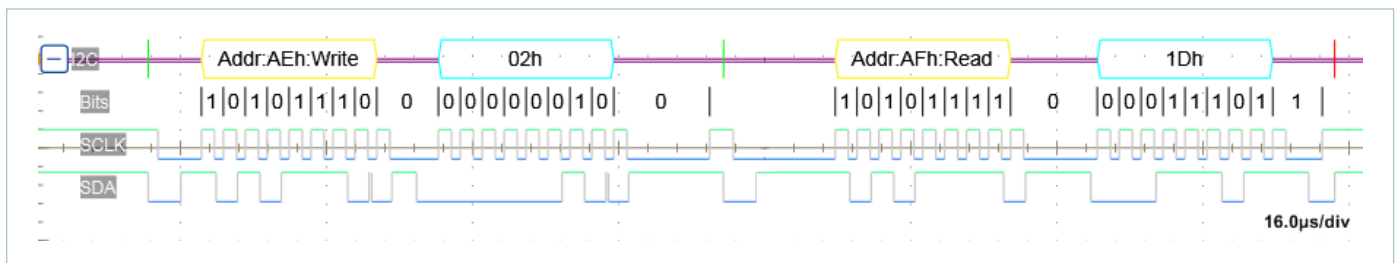 I2C Addr:AEh:Write 02h Addr:AFh:Read 1Dh
Bits 1 0 1 0 1 1 1 0 0 0 0 0 0 0 0 1 0 0 1 0 1 0 1 1 1 1 0 0 0 0 1 1 1 0 1 1
SCLK
SDA
16.0µs/div